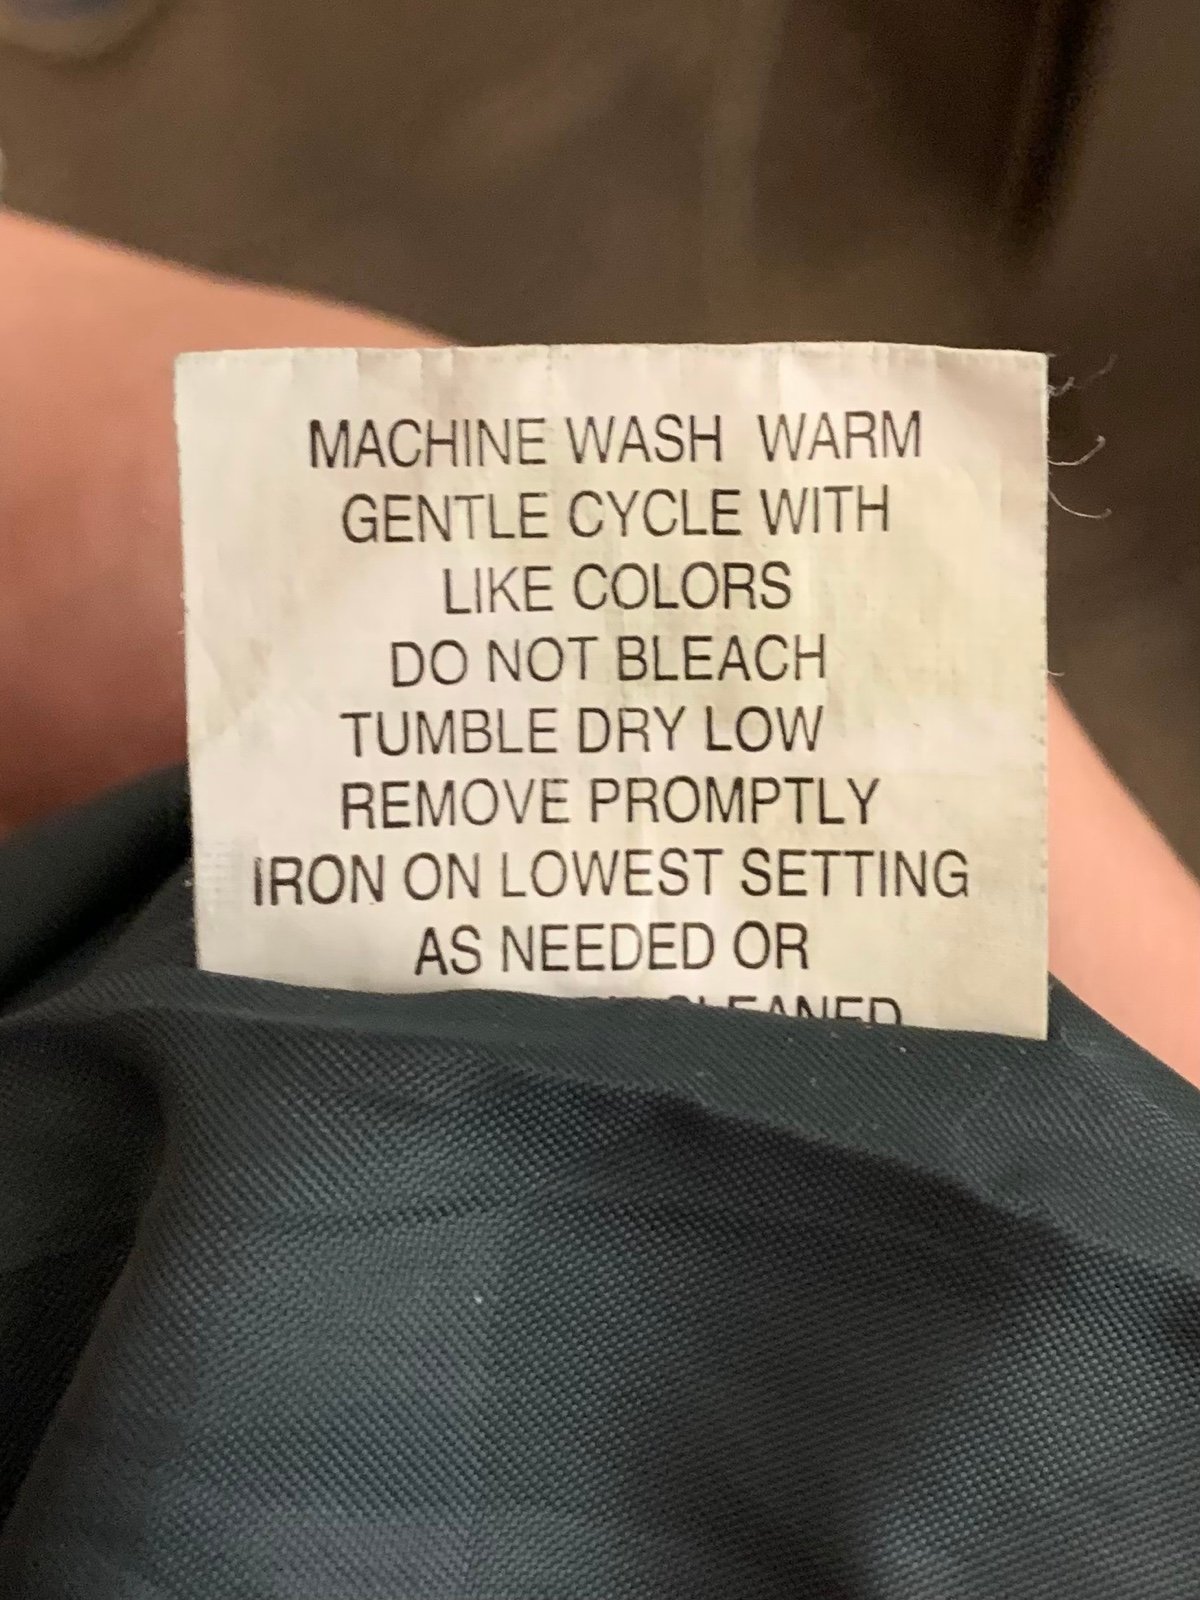 MACHINE WASH WARM
GENTLE CYCLE WITH
LIKE COLORS
DO NOT BLEACH
TUMBLE DRY LOW
REMOVE PROMPTLY
IRON ON LOWEST SETTING
AS NEEDED OR
CLEANED